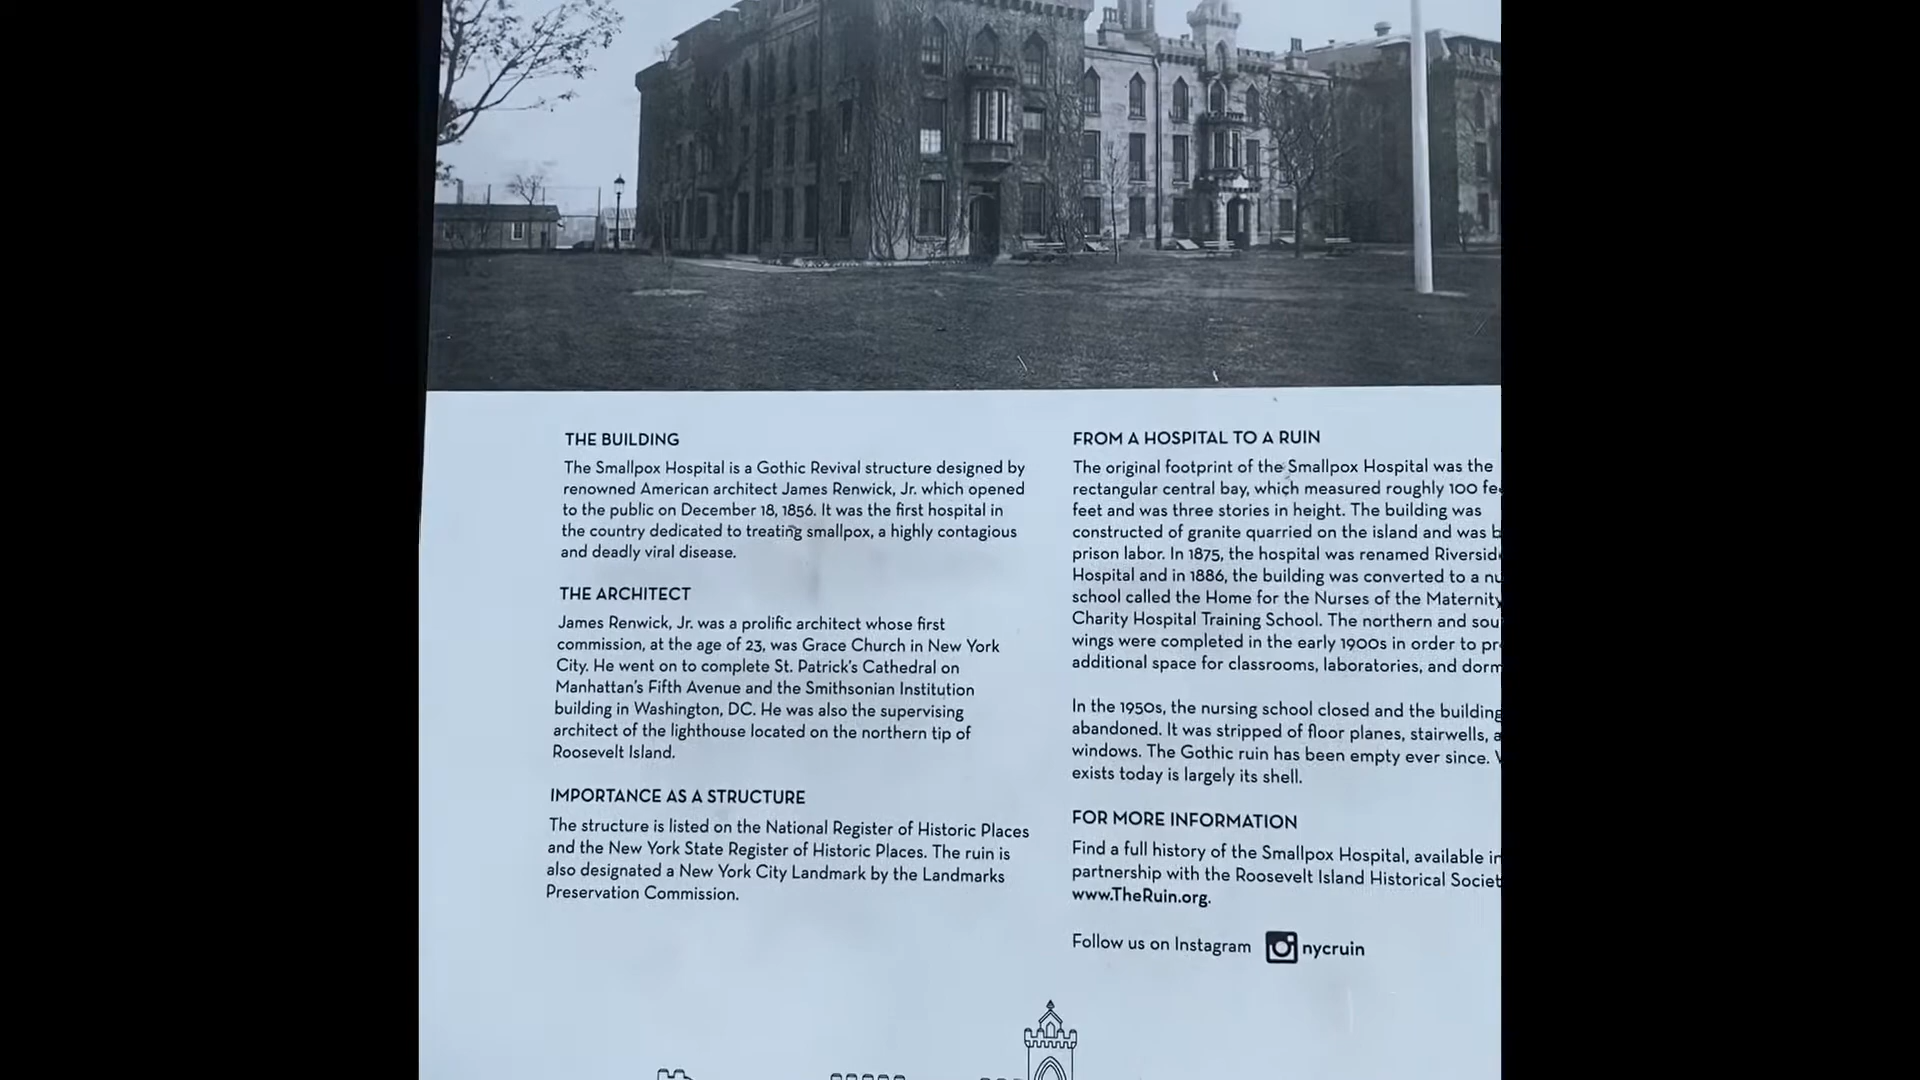 THE BUILDING
The Smallpox Hospital is a Gothic Revival structure designed by
renowned American architect James Renwick, Jr. which opened
to the public on December 18, 1856. It was the first hospital in
the country dedicated to treating smallpox, a highly contagious
and deadly viral disease.
THE ARCHITECT
James Renwick, Jr. was a prolific architect whose first
commission, at the age of 23, was Grace Church in New York
City. He went on to complete St. Patrick's Cathedral on
Manhattan's Fifth Avenue and the Smithsonian Institution
building in Washington, DC. He was also the supervising
architect of the lighthouse located on the northern tip of
Roosevelt Island.
IMPORTANCE AS A STRUCTURE
The structure is listed on the National Register of Historic Places
and the New York State Register of Historic Places. The ruin is
also designated a New York City Landmark by the Landmarks
Preservation Commission.
FROM A HOSPITAL TO A RUIN
The original footprint of the Smallpox Hospital was the
rectangular central bay, which measured roughly 100
feet and was three stories in height. The building was
constructed of granite quarried on the island and was
prison labor. In 1875, the hospital was renamed
Hospital and in 1886, the building was converted to a
school called the Home for the Nurses of the Maternity
Charity Hospital Training School. The northern and
wings were completed in the early 1900s in order to
additional space for classrooms, laboratories, and
In the 1950s, the nursing school closed and the building
abandoned. It was stripped of floor planes, stairwells,
windows. The Gothic ruin has been empty ever since.
exists today is largely its shell.
FOR MORE INFORMATION
Find a full history of the Smallpox Hospital, available
partnership with the Roosevelt Island Historical
www.TheRuin.org.
Follow us on Instagram nycruin